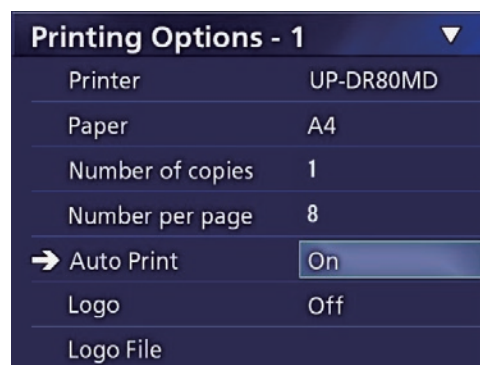 Printing Options - 1
Printer UP-DR80MD
Paper A4
Number of copies 1
Number per page 8
Auto Print On
Logo Off
Logo File